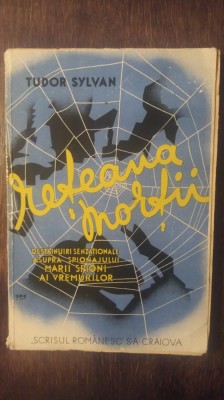 TUDOR SYLVAN
Rețeaua
Morții
DESTĂINUIRI SENZAȚIONALE
ASUPRA SPIONAJULUI
MARII SPIONI
AI VREMURILOR
„SCRISUL ROMÂNESC" S·A CRAIOVA